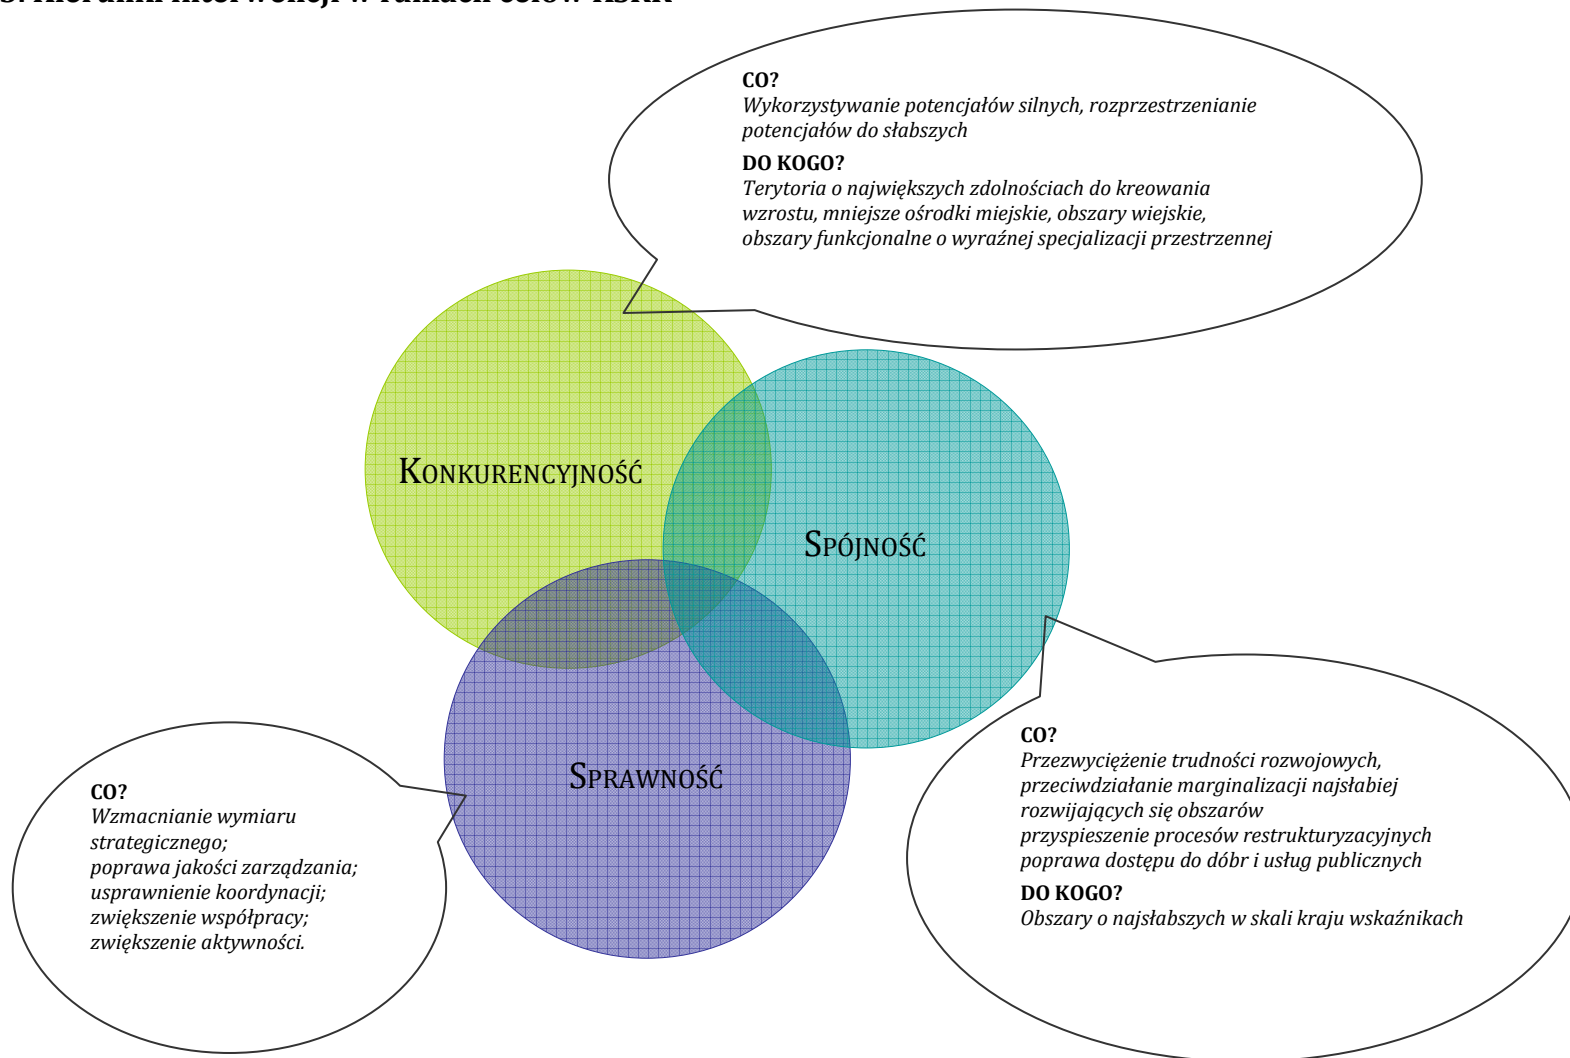 CO?
Wykorzystywanie potencjałów silnych, rozprzestrzenianie
potencjałów do słabszych
DO KOGO?
Terytoria o największych zdolnościach do kreowania
wzrostu, mniejsze ośrodki miejskie, obszary wiejskie,
obszary funkcjonalne o wyraźnej specjalizacji przestrzennej
KONKURENCYJNOŚĆ
SPÓJNOŚĆ
SPRAWNOŚĆ
CO?
Przezwyciężenie trudności rozwojowych,
przeciwdziałanie marginalizacji najsłabiej
rozwijających się obszarów
przyspieszenie procesów restrukturyzacyjnych
poprawa dostępu do dóbr i usług publicznych
DO KOGO?
Obszary o najsłabszych w skali kraju wskaźnikach
CO?
Wzmacnianie wymiaru
strategicznego;
poprawa jakości zarządzania;
usprawnienie koordynacji;
zwiększenie współpracy;
zwiększenie aktywności.